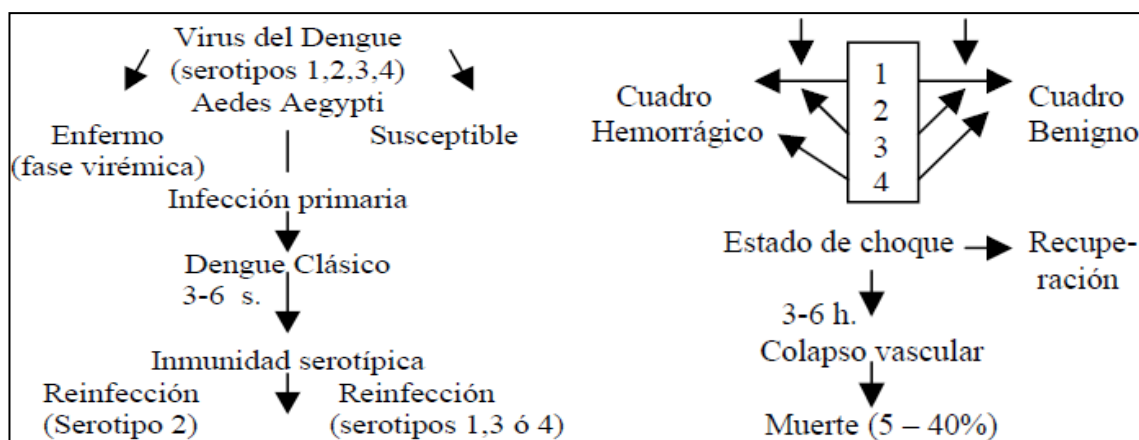 Virus del Dengue
(serotipos 1,2,3,4)
Aedes Aegypti
Enfermo
(fase virémica)
Susceptible
Infección primaria
Dengue Clásico
3-6 s.
Inmunidad serotípica
Reinfección
(Serotipo 2)
Reinfección
(serotipos 1,3 ó 4)
Cuadro
Hemorrágico
1
2
3
4
Cuadro
Benigno
Estado de choque
Recupe-
ración
3-6 h.
Colapso vascular
Muerte (5 – 40%)